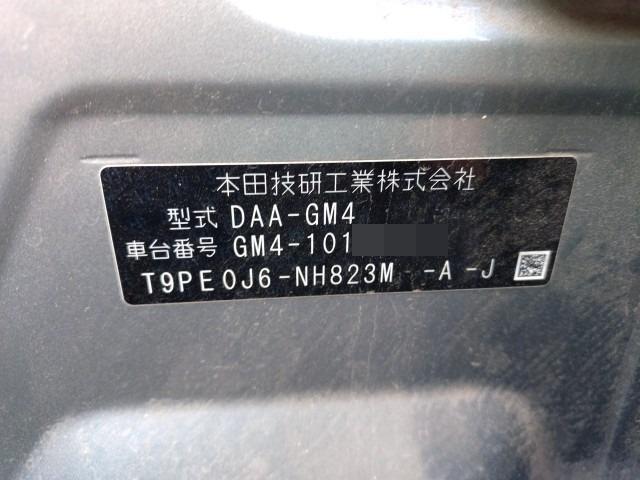 本田技研工業株式会社
型式 DAA-GM4
車台番号 GM4-101
T9PE0J6-NH823M -A -J